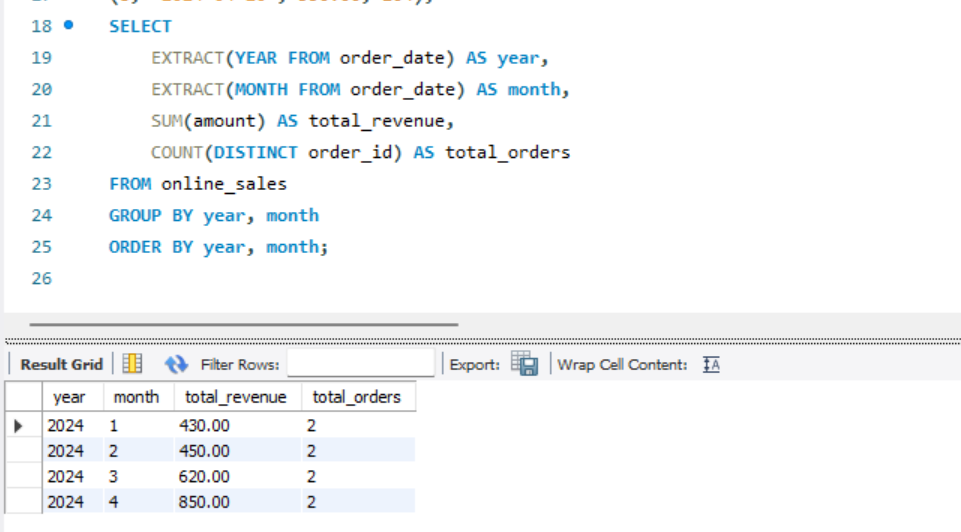 18 SELECT
19 EXTRACT(YEAR FROM order_date) AS year,
20 EXTRACT(MONTH FROM order_date) AS month,
21 SUM(amount) AS total_revenue,
22 COUNT(DISTINCT order_id) AS total_orders
23 FROM online_sales
24 GROUP BY year, month
25 ORDER BY year, month;
26
Result Grid Filter Rows: Export: Wrap Cell Content: IA
year month total_revenue total_orders
2024 1 430.00 2
2024 2 450.00 2
2024 3 620.00 2
2024 4 850.00 2